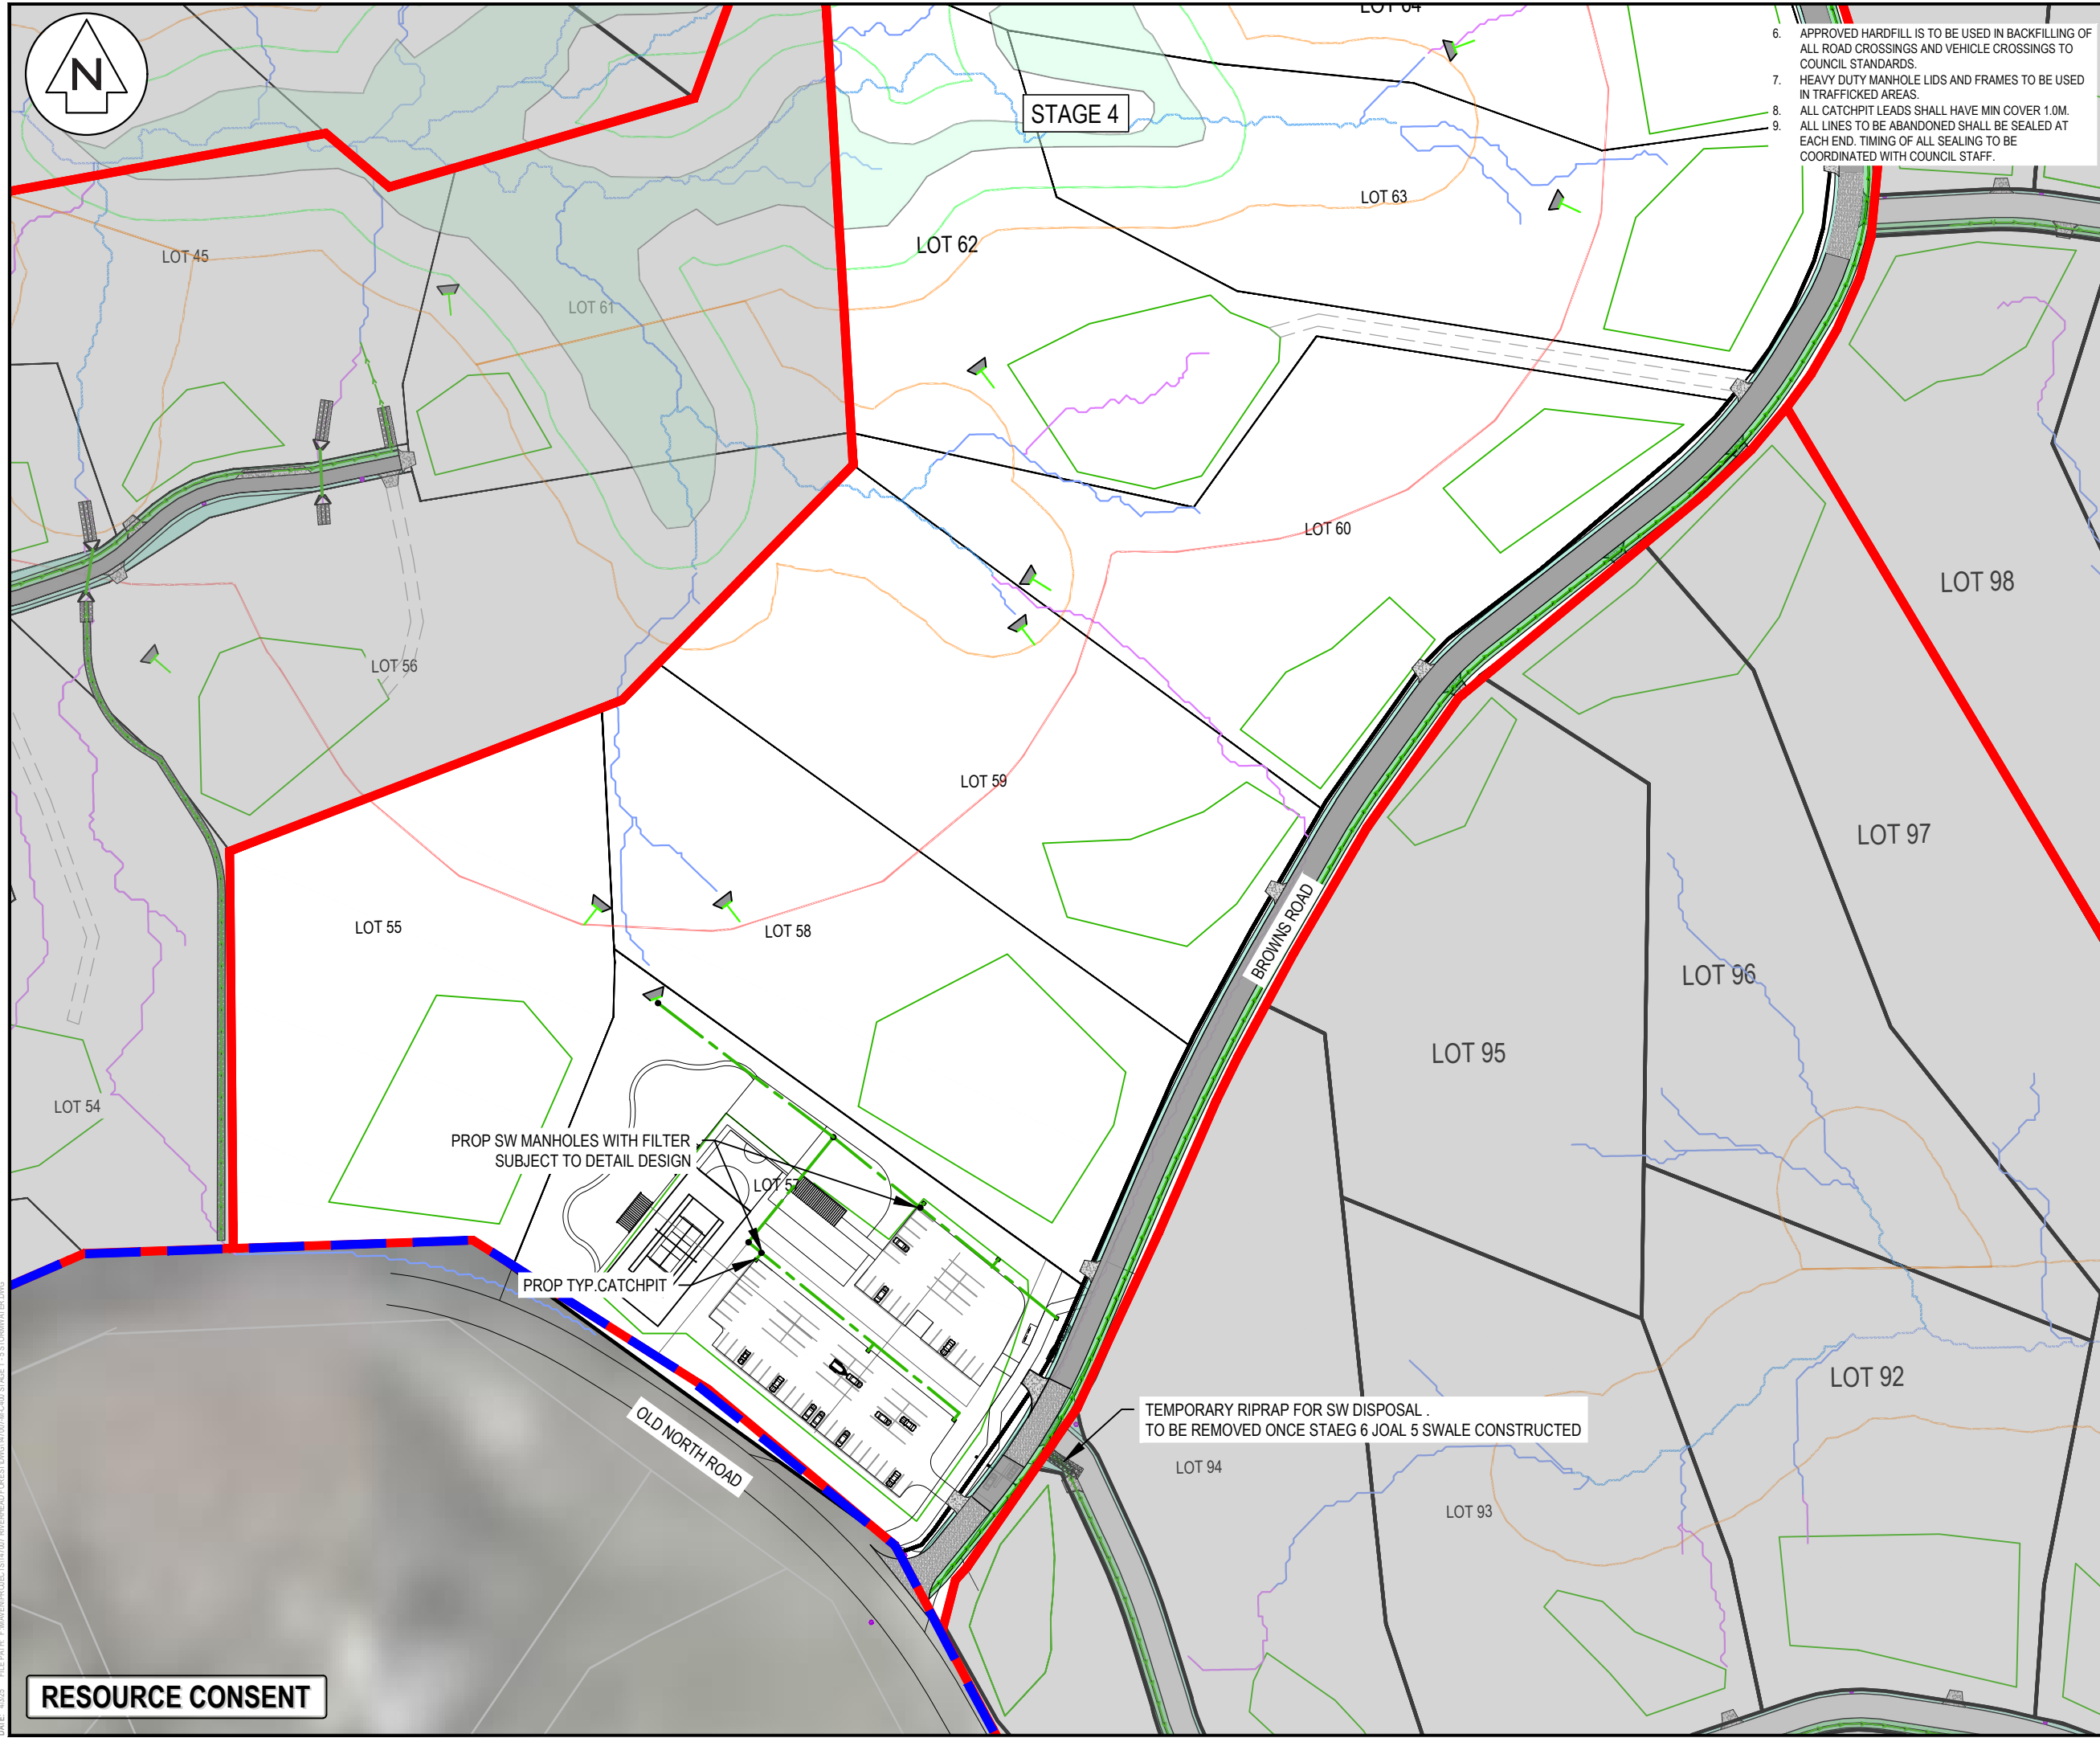 N
LOT 64
6. APPROVED HARDFILL IS TO BE USED IN BACKFILLING OF
ALL ROAD CROSSINGS AND VEHICLE CROSSINGS TO
COUNCIL STANDARDS.
7. HEAVY DUTY MANHOLE LIDS AND FRAMES TO BE USED
IN TRAFFICKED AREAS.
8. ALL CATCHPIT LEADS SHALL HAVE MIN COVER 1.0M.
9. ALL LINES TO BE ABANDONED SHALL BE SEALED AT
EACH END. TIMING OF ALL SEALING TO BE
COORDINATED WITH COUNCIL STAFF.
STAGE 4
LOT 63
LOT 62
LOT 45
LOT 61
LOT 60
LOT 98
LOT 56
LOT 59
LOT 97
LOT 55
LOT 58
BROWNS ROAD
LOT 96
LOT 95
LOT 54
PROP SW MANHOLES WITH FILTER
SUBJECT TO DETAIL DESIGN
LOT 57
PROP TYP.CATCHPIT
LOT 92
OLD NORTH ROAD
TEMPORARY RIPRAP FOR SW DISPOSAL .
TO BE REMOVED ONCE STAEG 6 JOAL 5 SWALE CONSTRUCTED
LOT 94
LOT 93
RESOURCE CONSENT